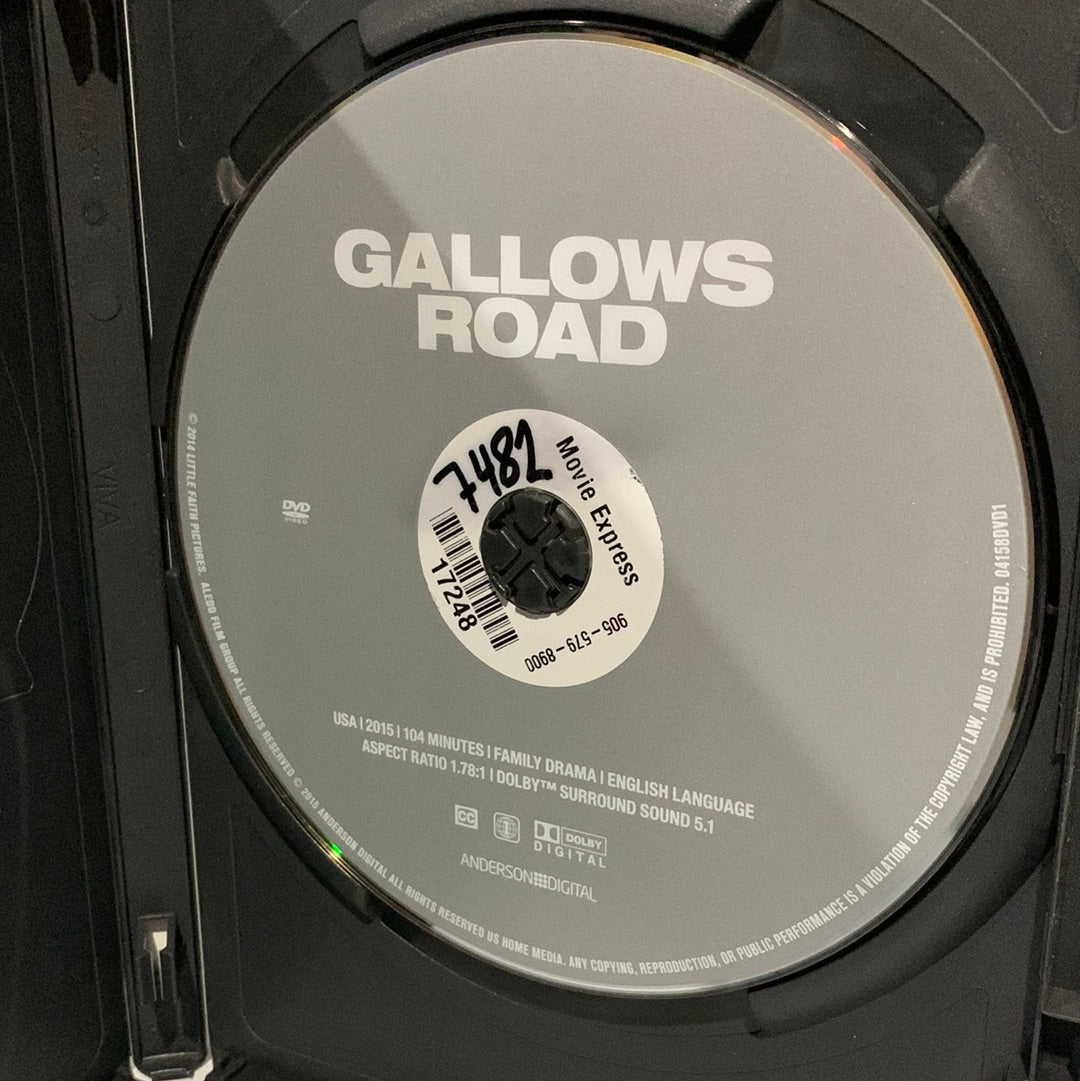 GALLOWS
ROAD
7482
Movie Express
17248
905-579-8900
DVD
VIDEO
USA | 2015 | 104 MINUTES | FAMILY DRAMA | ENGLISH LANGUAGE
ASPECT RATIO 1.78:1 | DOLBY™ SURROUND SOUND 5.1
CC
1
DOLBY
DIGITAL
ANDERSON DIGITAL
© 2014 LITTLE FAITH PICTURES. ALEDO FILM GROUP ALL RIGHTS RESERVED © 2015 ANDERSON DIGITAL ALL RIGHTS RESERVED US HOME MEDIA. ANY COPYING, REPRODUCTION, OR PUBLIC PERFORMANCE IS A VIOLATION OF THE COPYRIGHT LAW, AND IS PROHIBITED. 04158DVD1
VIVA